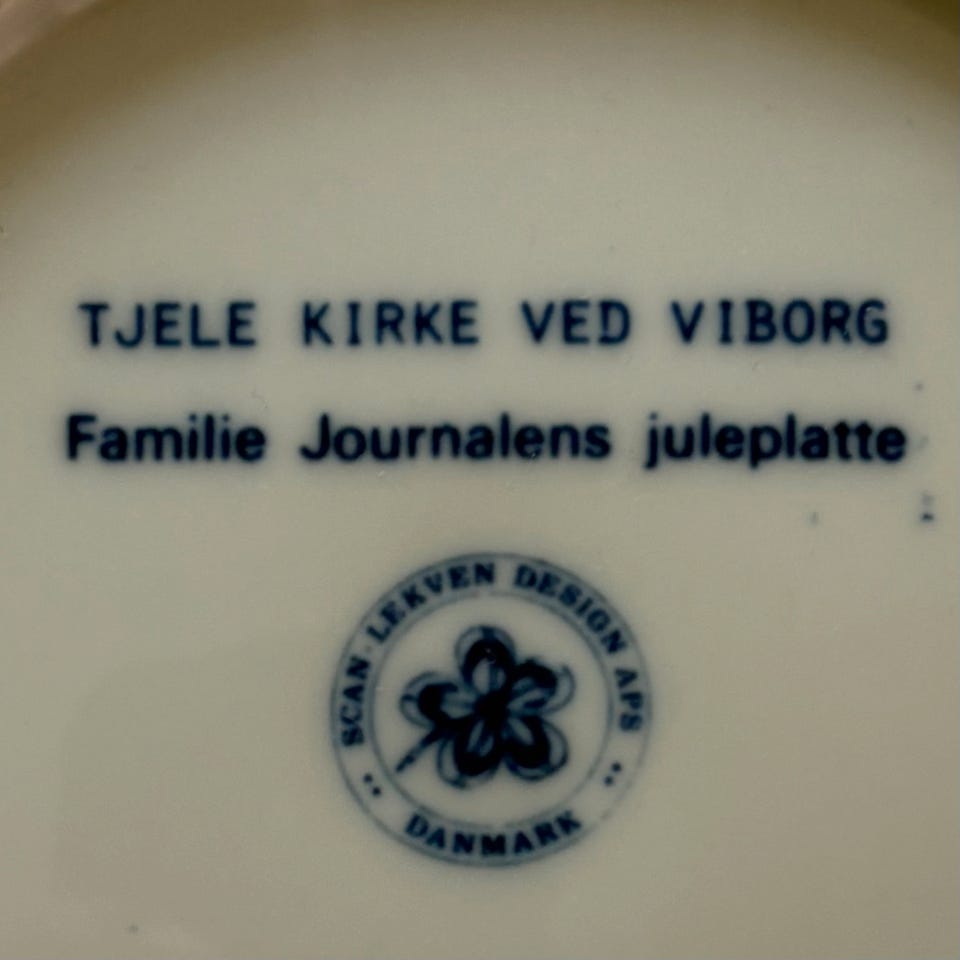 TJELE KIRKE VED VIBORG
Familie Journalens juleplatte
SCAN-LEKVEN DESIGN APS
DANMARK